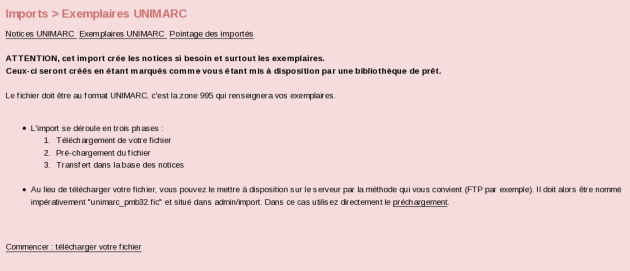 Imports > Exemplaires UNIMARC
Notices UNIMARC Exemplaires UNIMARC Pointage des importés
ATTENTION, cet import crée les notices si besoin et surtout les exemplaires.
Ceux-ci seront créés en étant marqués comme vous étant mis à disposition par une bibliothèque de prêt.
Le fichier doit être au format UNIMARC, c'est la zone 995 qui renseignera vos exemplaires.
• L'import se déroule en trois phases :
1. Téléchargement de votre fichier
2. Pré-chargement du fichier
3. Transfert dans la base des notices
• Au lieu de télécharger votre fichier, vous pouvez le mettre à disposition sur le serveur par la méthode qui vous convient (FTP par exemple). Il doit alors être nommé
impérativement "unimarc_pmb32.fic" et situé dans admin/import. Dans ce cas utilisez directement le préchargement.
Commencer : télécharger votre fichier